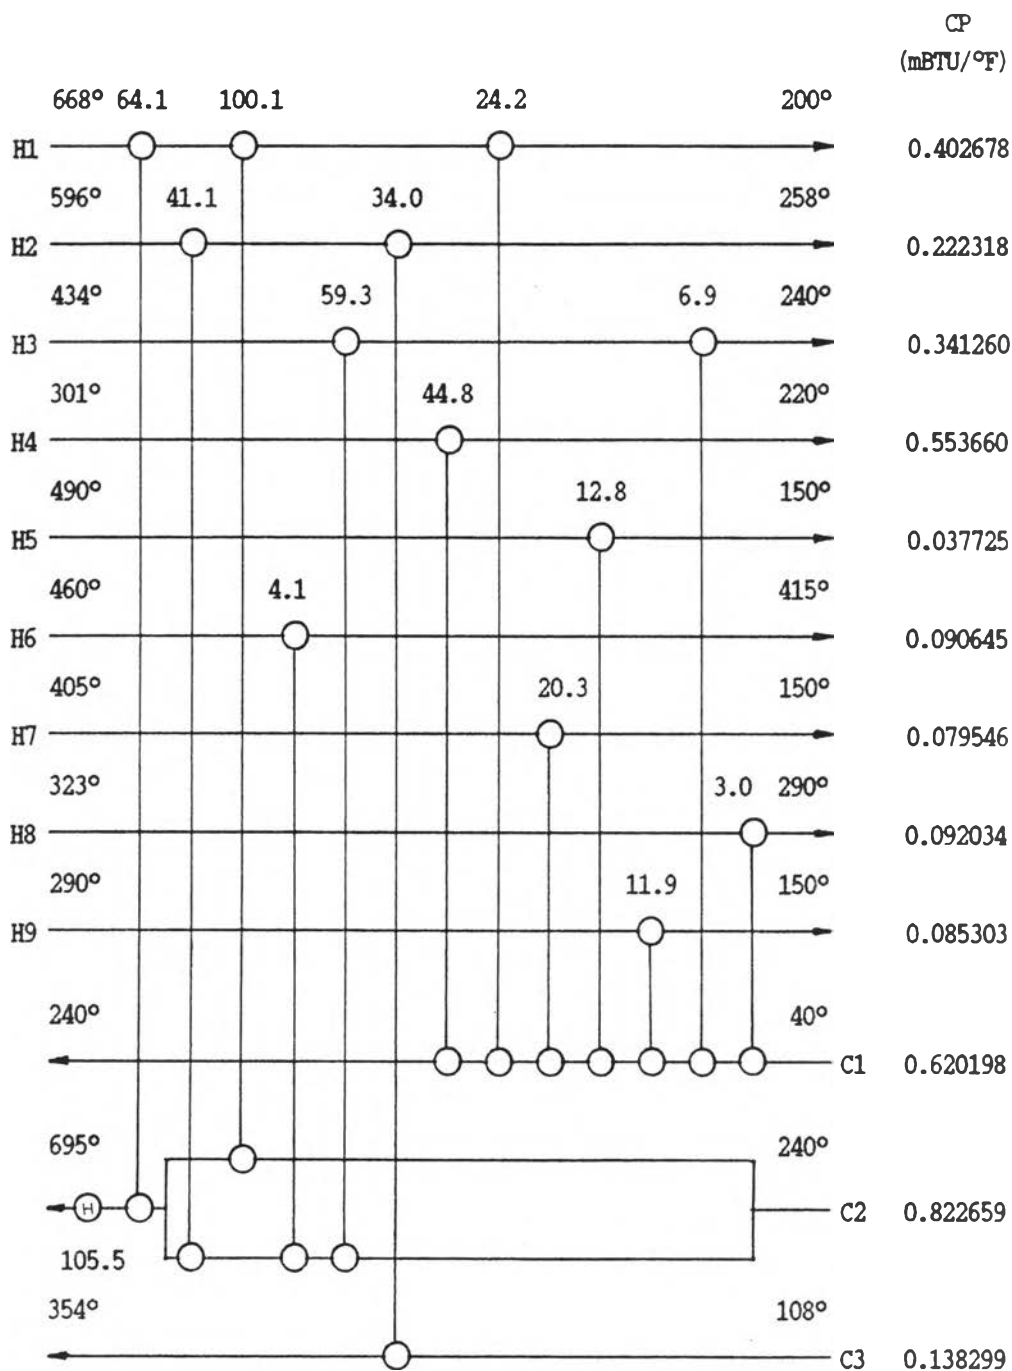 CP
(mBTU/°F)
668° 64.1 100.1 24.2 200°
H1 0.402678
596° 41.1 34.0 258°
H2 0.222318
434° 59.3 6.9 240°
H3 0.341260
301° 44.8 220°
H4 0.553660
490° 12.8 150°
H5 0.037725
460° 4.1 415°
H6 0.090645
405° 20.3 150°
H7 0.079546
323° 3.0 290°
H8 0.092034
290° 11.9 150°
H9 0.085303
240° 40°
C1 0.620198
695° 240°
H C2 0.822659
105.5
354° 108°
C3 0.138299